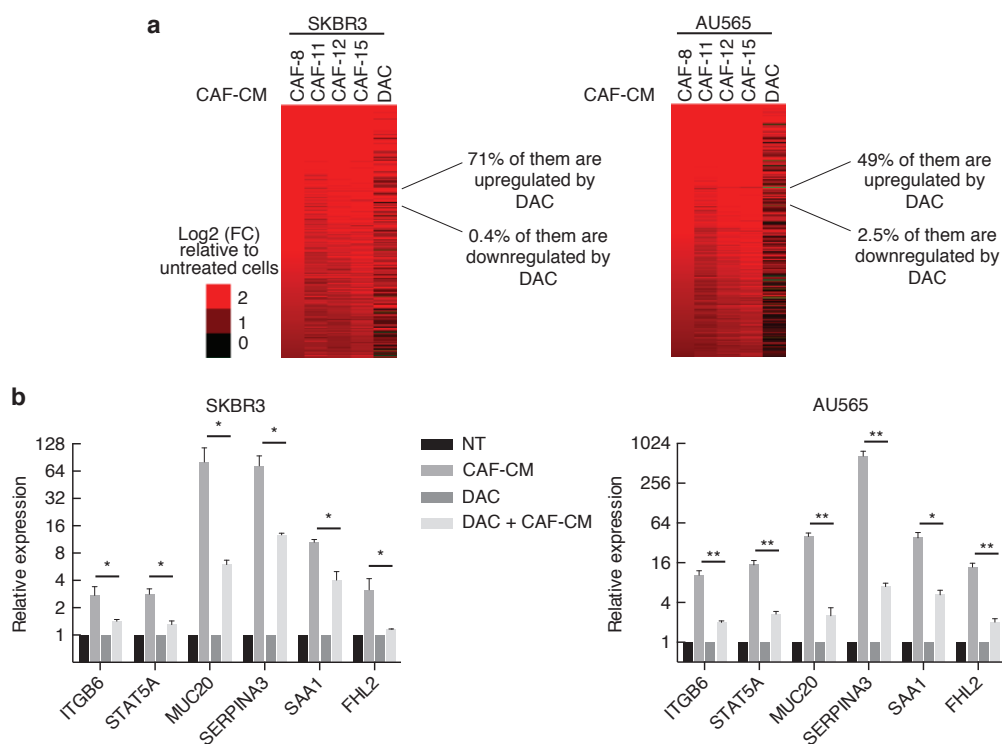 a
SKBR3
CAF-8
CAF-11
CAF-12
CAF-15
DAC
CAF-CM
71% of them are
upregulated by
DAC
0.4% of them are
downregulated by
DAC
Log2 (FC)
relative to
untreated cells
2
1
0
AU565
CAF-8
CAF-11
CAF-12
CAF-15
DAC
CAF-CM
49% of them are
upregulated by
DAC
2.5% of them are
downregulated by
DAC
b
SKBR3
Relative expression
128
64
32
16
8
4
2
1
*
*
*
*
*
*
ITGB6
STAT5A
MUC20
SERPINA3
SAA1
FHL2
NT
CAF-CM
DAC
DAC + CAF-CM
AU565
Relative expression
1024
256
64
16
4
1
**
**
**
**
*
**
ITGB6
STAT5A
MUC20
SERPINA3
SAA1
FHL2